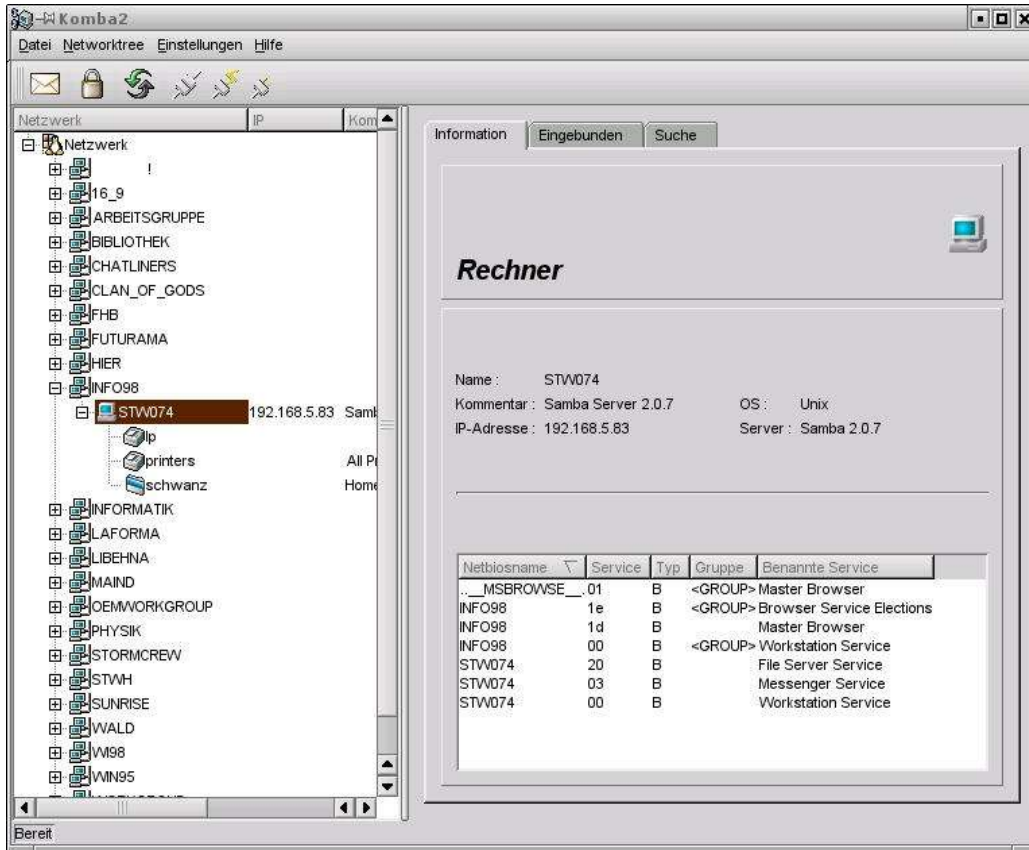 Komba2
Datei Networktree Einstellungen Hilfe
Netzwerk IP Kom
Netzwerk
!
16_9
ARBEITSGRUPPE
BIBLIOTHEK
CHATLINERS
CLAN_OF_GODS
FHB
FUTURAMA
HIER
INFO98
STW074 192.168.5.83 Samb
lp
printers All Pr
schwanz Home
INFORMATIK
LAFORMA
LIBEHNA
MAIND
OEMWORKGROUP
PHYSIK
STORMCREW
STWH
SUNRISE
WALD
WI98
WIN95
Bereit
Information Eingebunden Suche
Rechner
Name : STW074
Kommentar : Samba Server 2.0.7 OS : Unix
IP-Adresse : 192.168.5.83 Server : Samba 2.0.7
Netbiosname Service Typ Gruppe Benannte Service
..__MSBROWSE__. 01 B <GROUP> Master Browser
INFO98 1e B <GROUP> Browser Service Elections
INFO98 1d B Master Browser
INFO98 00 B <GROUP> Workstation Service
STW074 20 B File Server Service
STW074 03 B Messenger Service
STW074 00 B Workstation Service